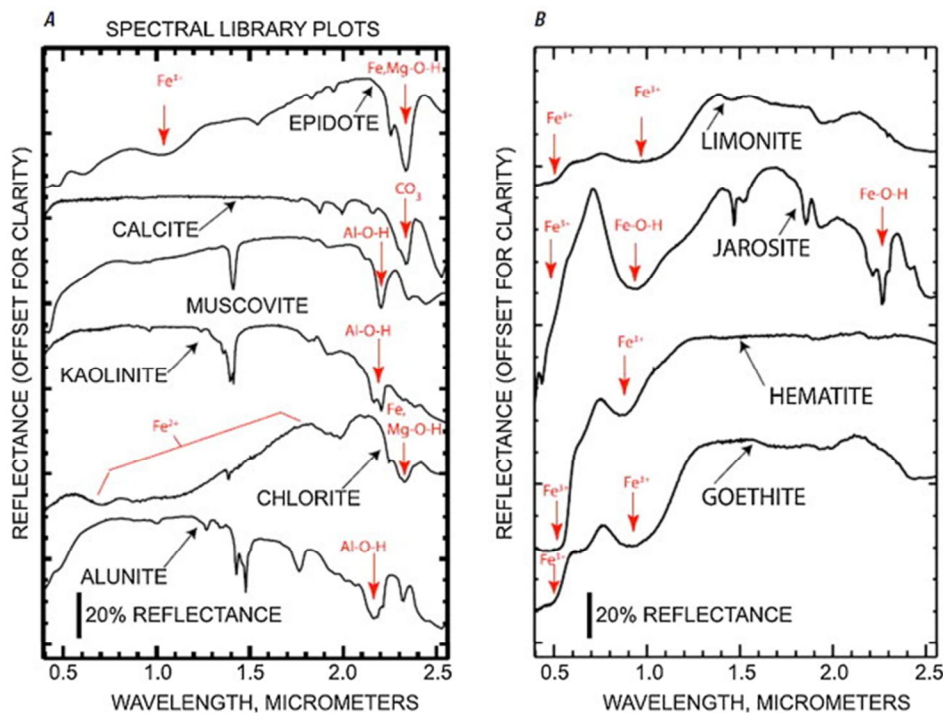 A
SPECTRAL LIBRARY PLOTS
REFLECTANCE (OFFSET FOR CLARITY)
Fe,Mg-O-H
EPIDOTE
CO3
CALCITE
Al-O-H
MUSCOVITE
Al-O-H
KAOLINITE
Fe,
Mg-O-H
Fe2+
CHLORITE
Al-O-H
ALUNITE
20% REFLECTANCE
0.5 1.0 1.5 2.0 2.5
WAVELENGTH, MICROMETERS
B
REFLECTANCE (OFFSET FOR CLARITY)
Fe3+
Fe3+
LIMONITE
Fe-O-H
Fe-O-H
JAROSITE
Fe3+
HEMATITE
Fe3+
Fe3+
GOETHITE
20% REFLECTANCE
0.5 1.0 1.5 2.0 2.5
WAVELENGTH, MICROMETERS